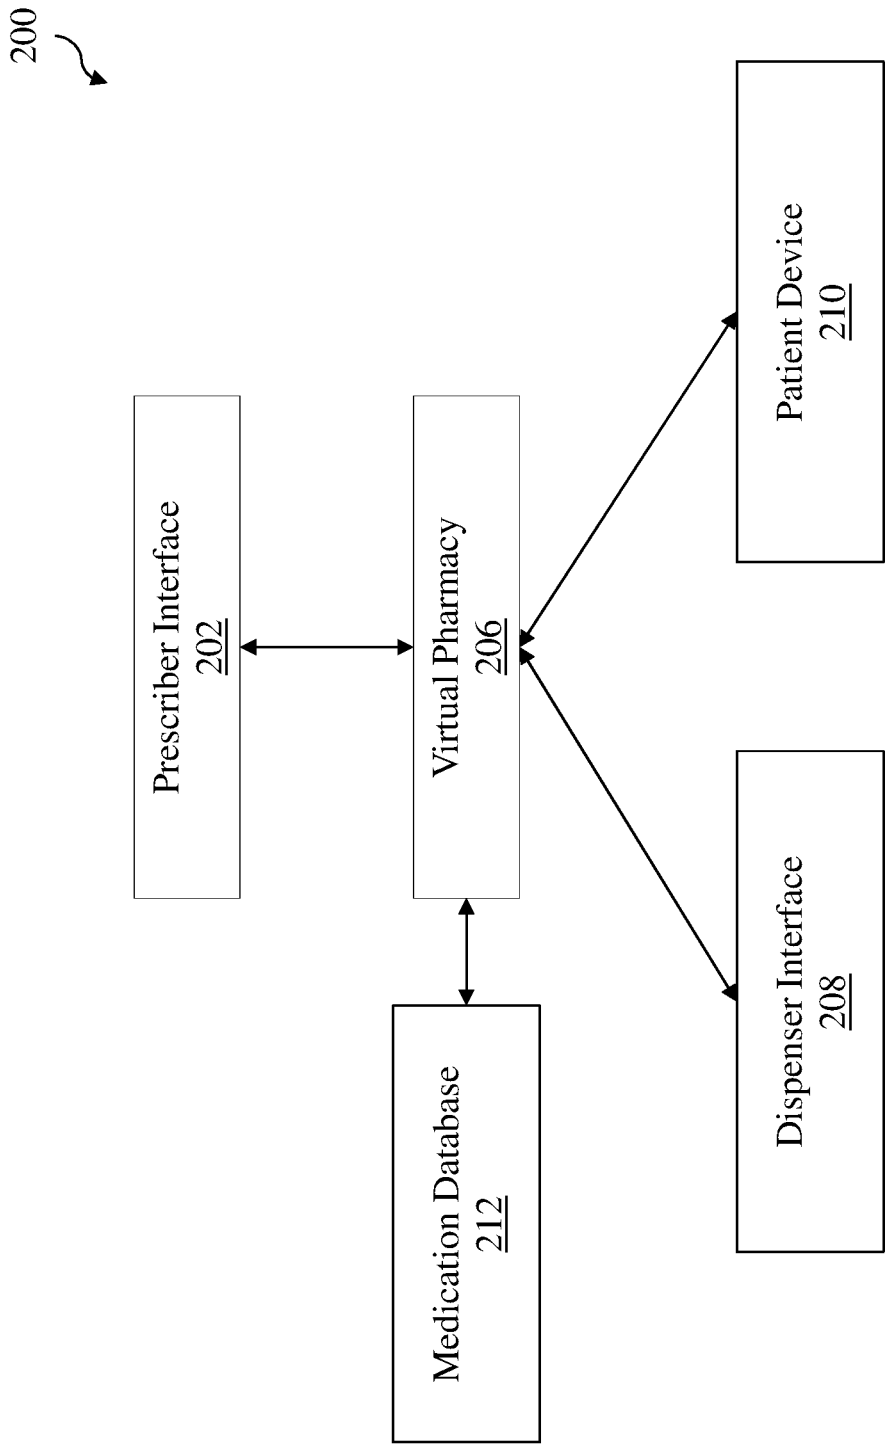 200
Prescriber Interface
202
Medication Database
212
Virtual Pharmacy
206
Dispenser Interface
208
Patient Device
210